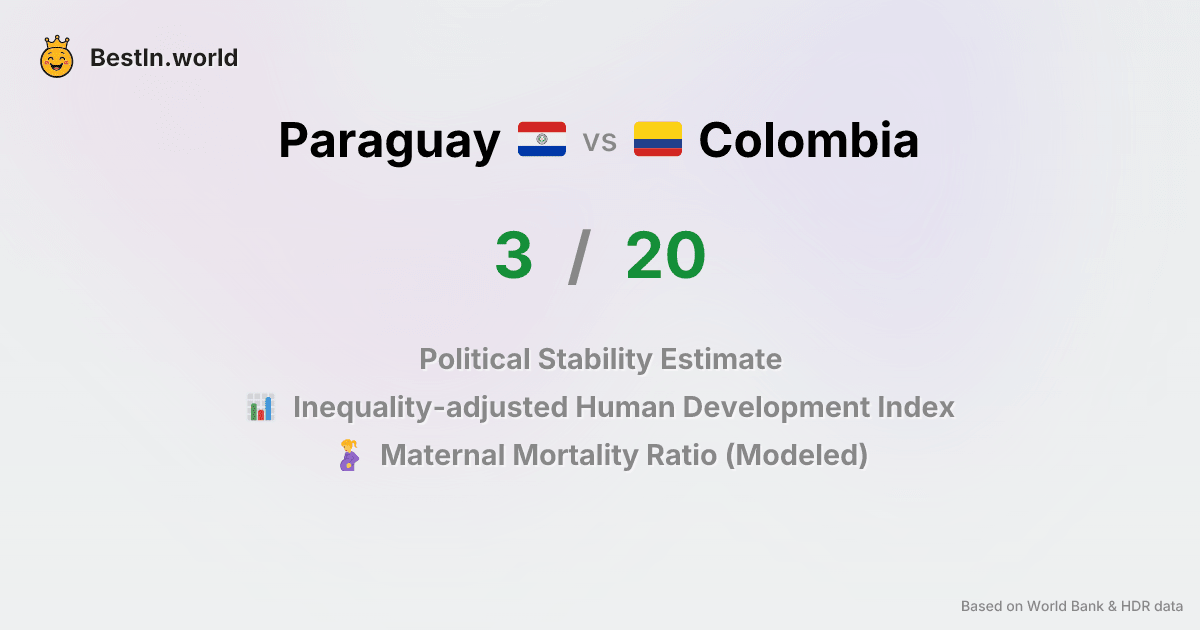 BestIn.world
Paraguay vs Colombia
3 / 20
Political Stability Estimate
Inequality-adjusted Human Development Index
Maternal Mortality Ratio (Modeled)
Based on World Bank & HDR data